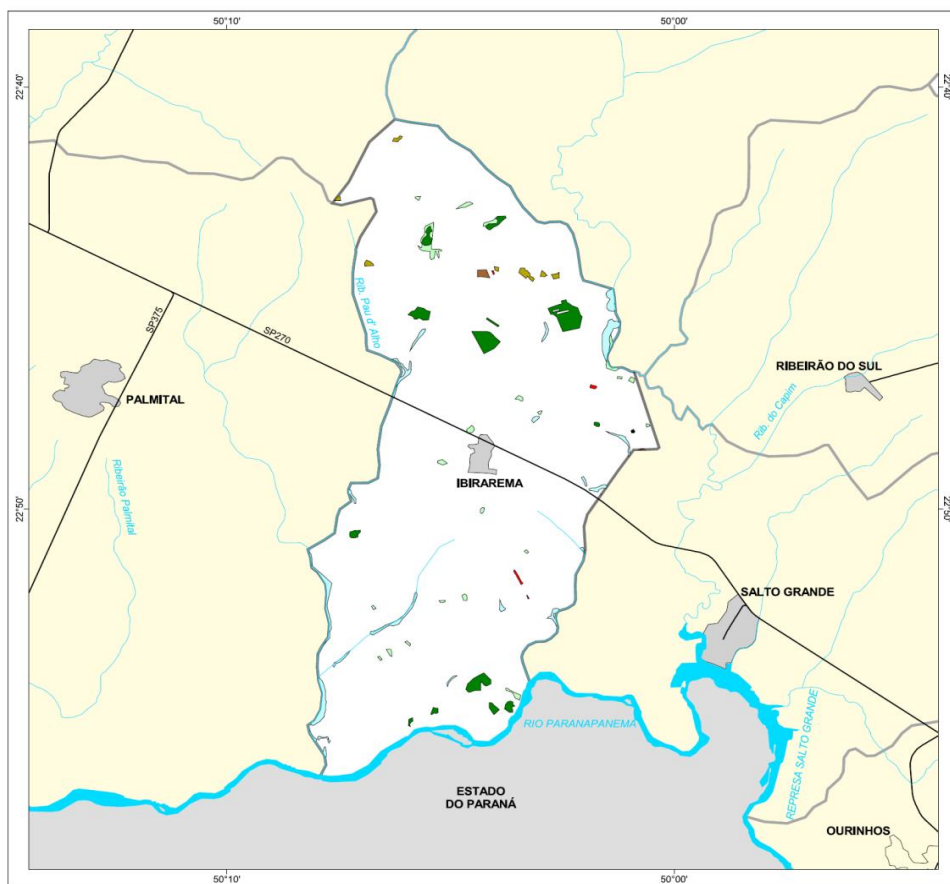 50°10'
50°00'
22°40'
22°40'
Rib. Pau d' Alho
SP375
SP270
PALMITAL
RIBEIRÃO DO SUL
Rib. do Capim
Ribeirão Palmital
IBIRAREMA
22°50'
22°50'
SALTO GRANDE
RIO PARANAPANEMA
REPRESA SALTO GRANDE
ESTADO
DO PARANÁ
OURINHOS
50°10'
50°00'